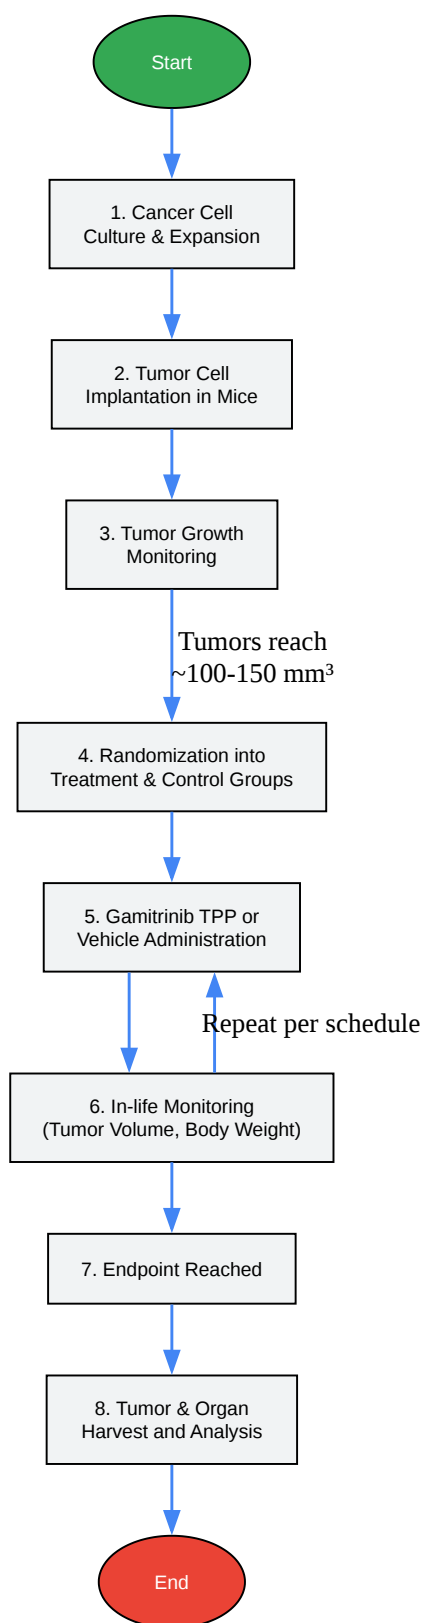 Start
1. Cancer Cell
Culture & Expansion
2. Tumor Cell
Implantation in Mice
3. Tumor Growth
Monitoring
Tumors reach
~100-150 mm³
4. Randomization into
Treatment & Control Groups
5. Gamitrinib TPP or
Vehicle Administration
Repeat per schedule
6. In-life Monitoring
(Tumor Volume, Body Weight)
7. Endpoint Reached
8. Tumor & Organ
Harvest and Analysis
End